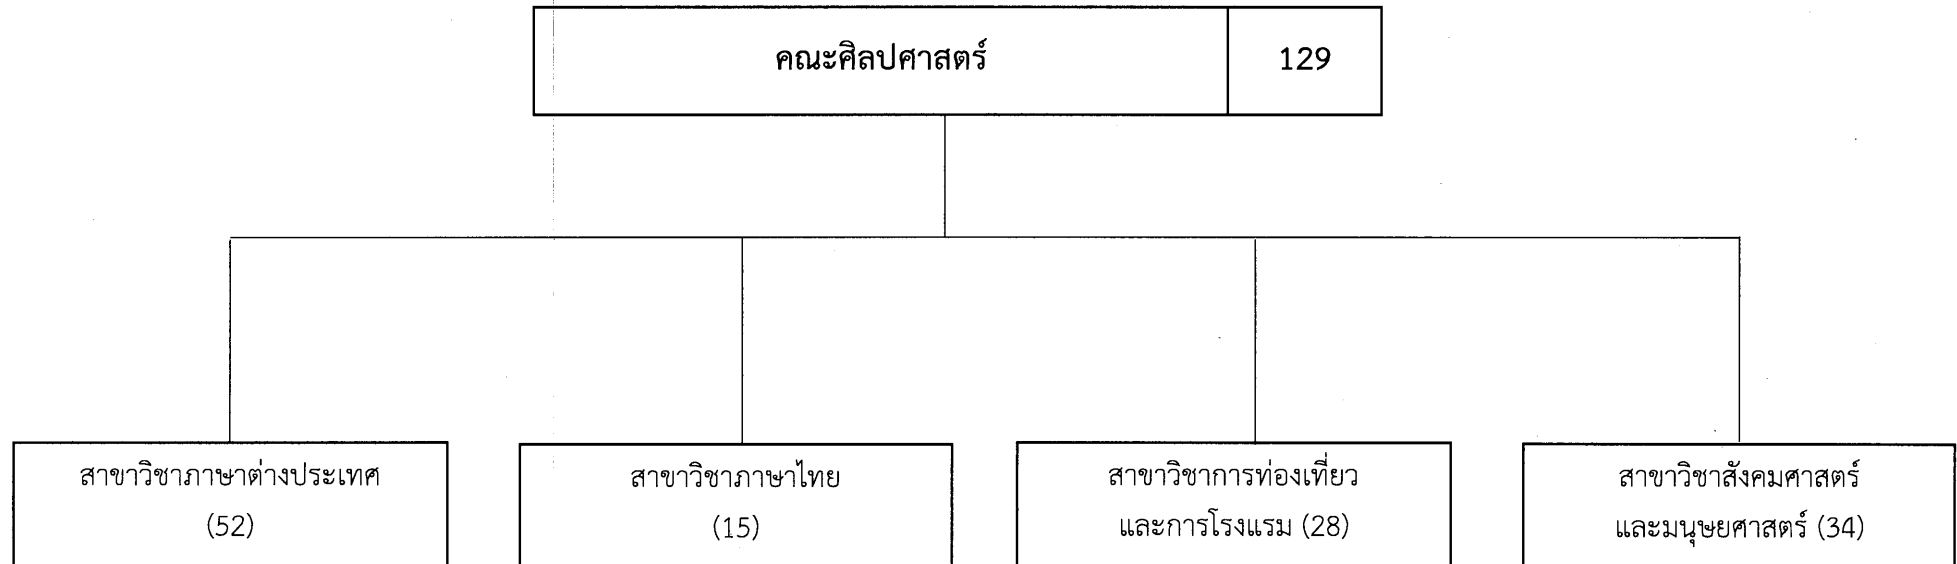 คณะศิลปศาสตร์ 129
สาขาวิชาภาษาต่างประเทศ
(52)
สาขาวิชาภาษาไทย
(15)
สาขาวิชาการท่องเที่ยว
และการโรงแรม (28)
สาขาวิชาสังคมศาสตร์
และมนุษยศาสตร์ (34)